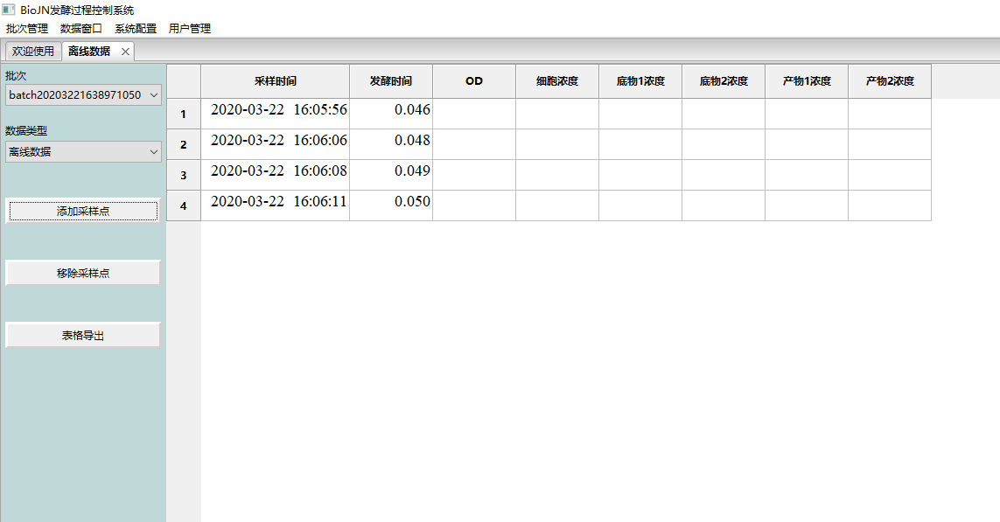 BioJN发酵过程控制系统
批次管理 数据窗口 系统配置 用户管理
欢迎使用 离线数据
批次
batch20203221638971050
数据类型
离线数据
添加采样点
移除采样点
表格导出
采样时间 发酵时间 OD 细胞浓度 底物1浓度 底物2浓度 产物1浓度 产物2浓度
1 2020-03-22 16:05:56 0.046
2 2020-03-22 16:06:06 0.048
3 2020-03-22 16:06:08 0.049
4 2020-03-22 16:06:11 0.050